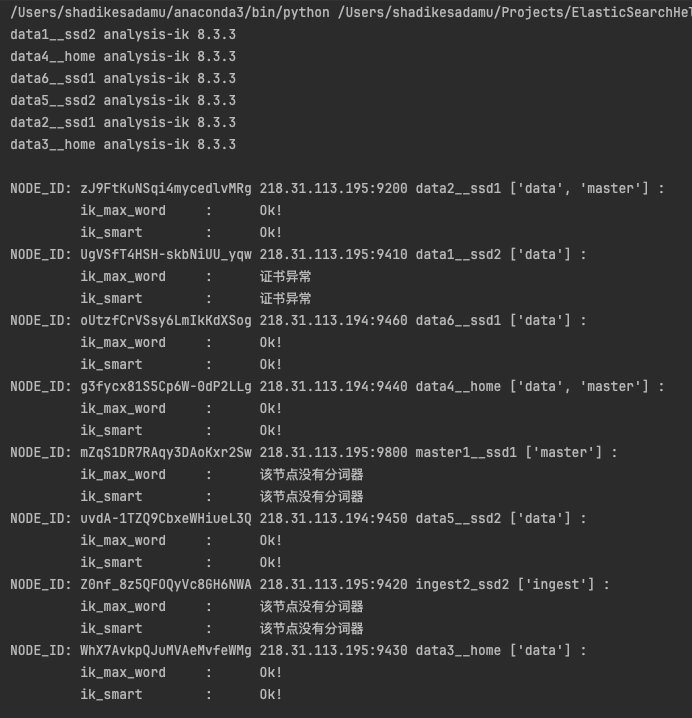 /Users/shadikesadamu/anaconda3/bin/python /Users/shadikesadamu/Projects/ElasticSearchHel
data1__ssd2 analysis-ik 8.3.3
data4__home analysis-ik 8.3.3
data6__ssd1 analysis-ik 8.3.3
data5__ssd2 analysis-ik 8.3.3
data2__ssd1 analysis-ik 8.3.3
data3__home analysis-ik 8.3.3
NODE_ID: zJ9FtKuNSqi4mycedlvMRg 218.31.113.195:9200 data2__ssd1 ['data', 'master'] :
ik_max_word : Ok!
ik_smart : Ok!
NODE_ID: UgVSfT4HSH-skbNiUU_yqw 218.31.113.195:9410 data1__ssd2 ['data'] :
ik_max_word : 证书异常
ik_smart : 证书异常
NODE_ID: oUtzfCrVSsy6LmIkKdXSog 218.31.113.194:9460 data6__ssd1 ['data'] :
ik_max_word : Ok!
ik_smart : Ok!
NODE_ID: g3fycx81S5Cp6W-0dP2LLg 218.31.113.194:9440 data4__home ['data', 'master'] :
ik_max_word : Ok!
ik_smart : Ok!
NODE_ID: mZqS1DR7RAqy3DAoKxr2Sw 218.31.113.195:9800 master1__ssd1 ['master'] :
ik_max_word : 该节点没有分词器
ik_smart : 该节点没有分词器
NODE_ID: uvdA-1TZQ9CbxeWHiueL3Q 218.31.113.194:9450 data5__ssd2 ['data'] :
ik_max_word : Ok!
ik_smart : Ok!
NODE_ID: Z0nf_8z5QFOQyVc8GH6NWA 218.31.113.195:9420 ingest2_ssd2 ['ingest'] :
ik_max_word : 该节点没有分词器
ik_smart : 该节点没有分词器
NODE_ID: WhX7AvkpQJuMVAeMvfeWMg 218.31.113.195:9430 data3__home ['data'] :
ik_max_word : Ok!
ik_smart : Ok!